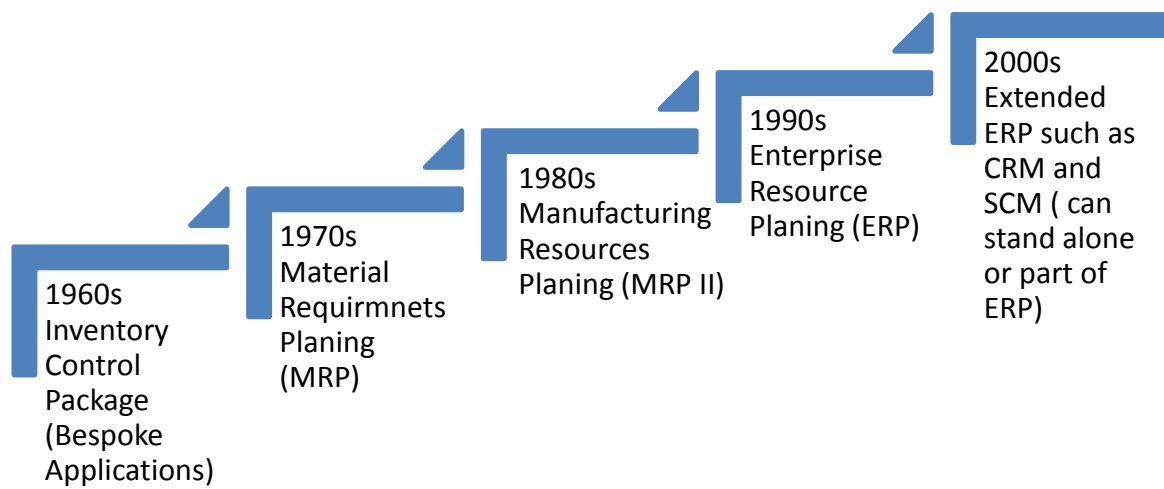 1960s
Inventory
Control
Package
(Bespoke
Applications)
1970s
Material
Requirmnets
Planing
(MRP)
1980s
Manufacturing
Resources
Planing (MRP II)
1990s
Enterprise
Resource
Planing (ERP)
2000s
Extended
ERP such as
CRM and
SCM ( can
stand alone
or part of
ERP)